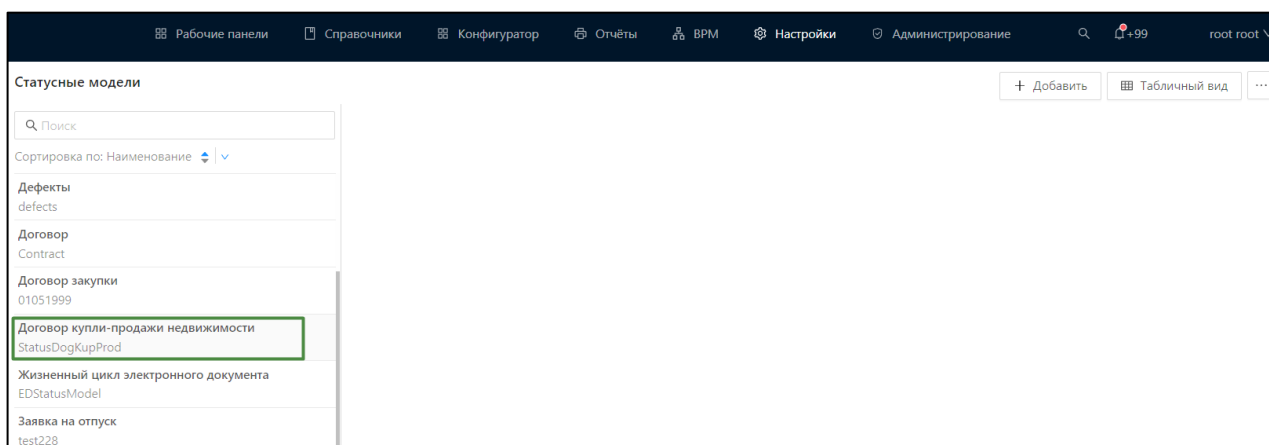 Рабочие панели Справочники Конфигуратор Отчёты BPM Настройки Администрирование +99 root root
Статусные модели + Добавить Табличный вид ...
Поиск
Сортировка по: Наименование
Дефекты
defects
Договор
Contract
Договор закупки
01051999
Договор купли-продажи недвижимости
StatusDogKupProd
Жизненный цикл электронного документа
EDStatusModel
Заявка на отпуск
test228